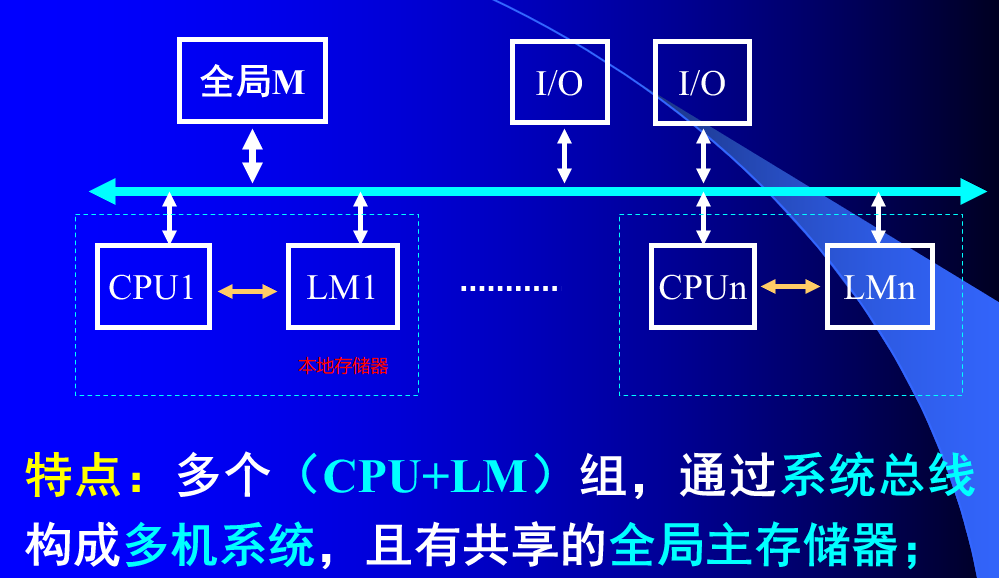 全局M
I/O
I/O
CPU1
LM1
............
CPUn
LMn
本地存储器
特点：多个（CPU+LM）组，通过系统总线
构成多机系统，且有共享的全局主存储器；